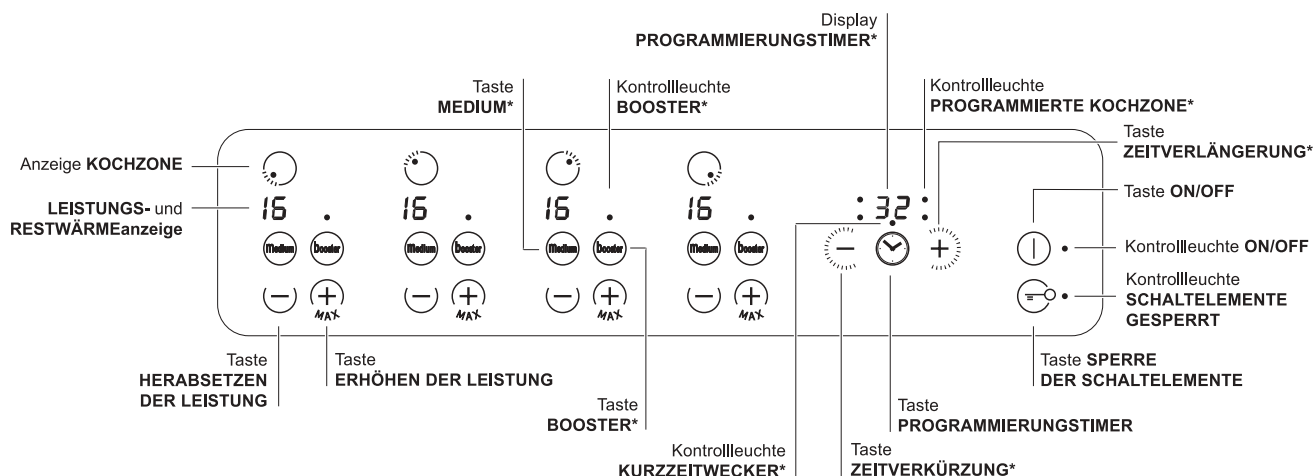 Display
PROGRAMMIERUNGSTIMER*
Taste
MEDIUM*
Kontrollleuchte
BOOSTER*
Kontrollleuchte
PROGRAMMIERTE KOCHZONE*
Taste
ZEITVERLÄNGERUNG*
Anzeige KOCHZONE
LEISTUNGS- und
RESTWÄRMEanzeige
Taste ON/OFF
Kontrollleuchte ON/OFF
Kontrollleuchte
SCHALTELEMENTE
GESPERRT
16 16 16 16 32
Medium booster Medium booster Medium booster Medium booster
MAX MAX MAX MAX
Taste
HERABSETZEN
DER LEISTUNG
Taste
ERHÖHEN DER LEISTUNG
Taste
BOOSTER*
Taste SPERRE
DER SCHALTELEMENTE
Taste
PROGRAMMIERUNGSTIMER
Kontrollleuchte
KURZZEITWECKER*
Taste
ZEITVERKÜRZUNG*